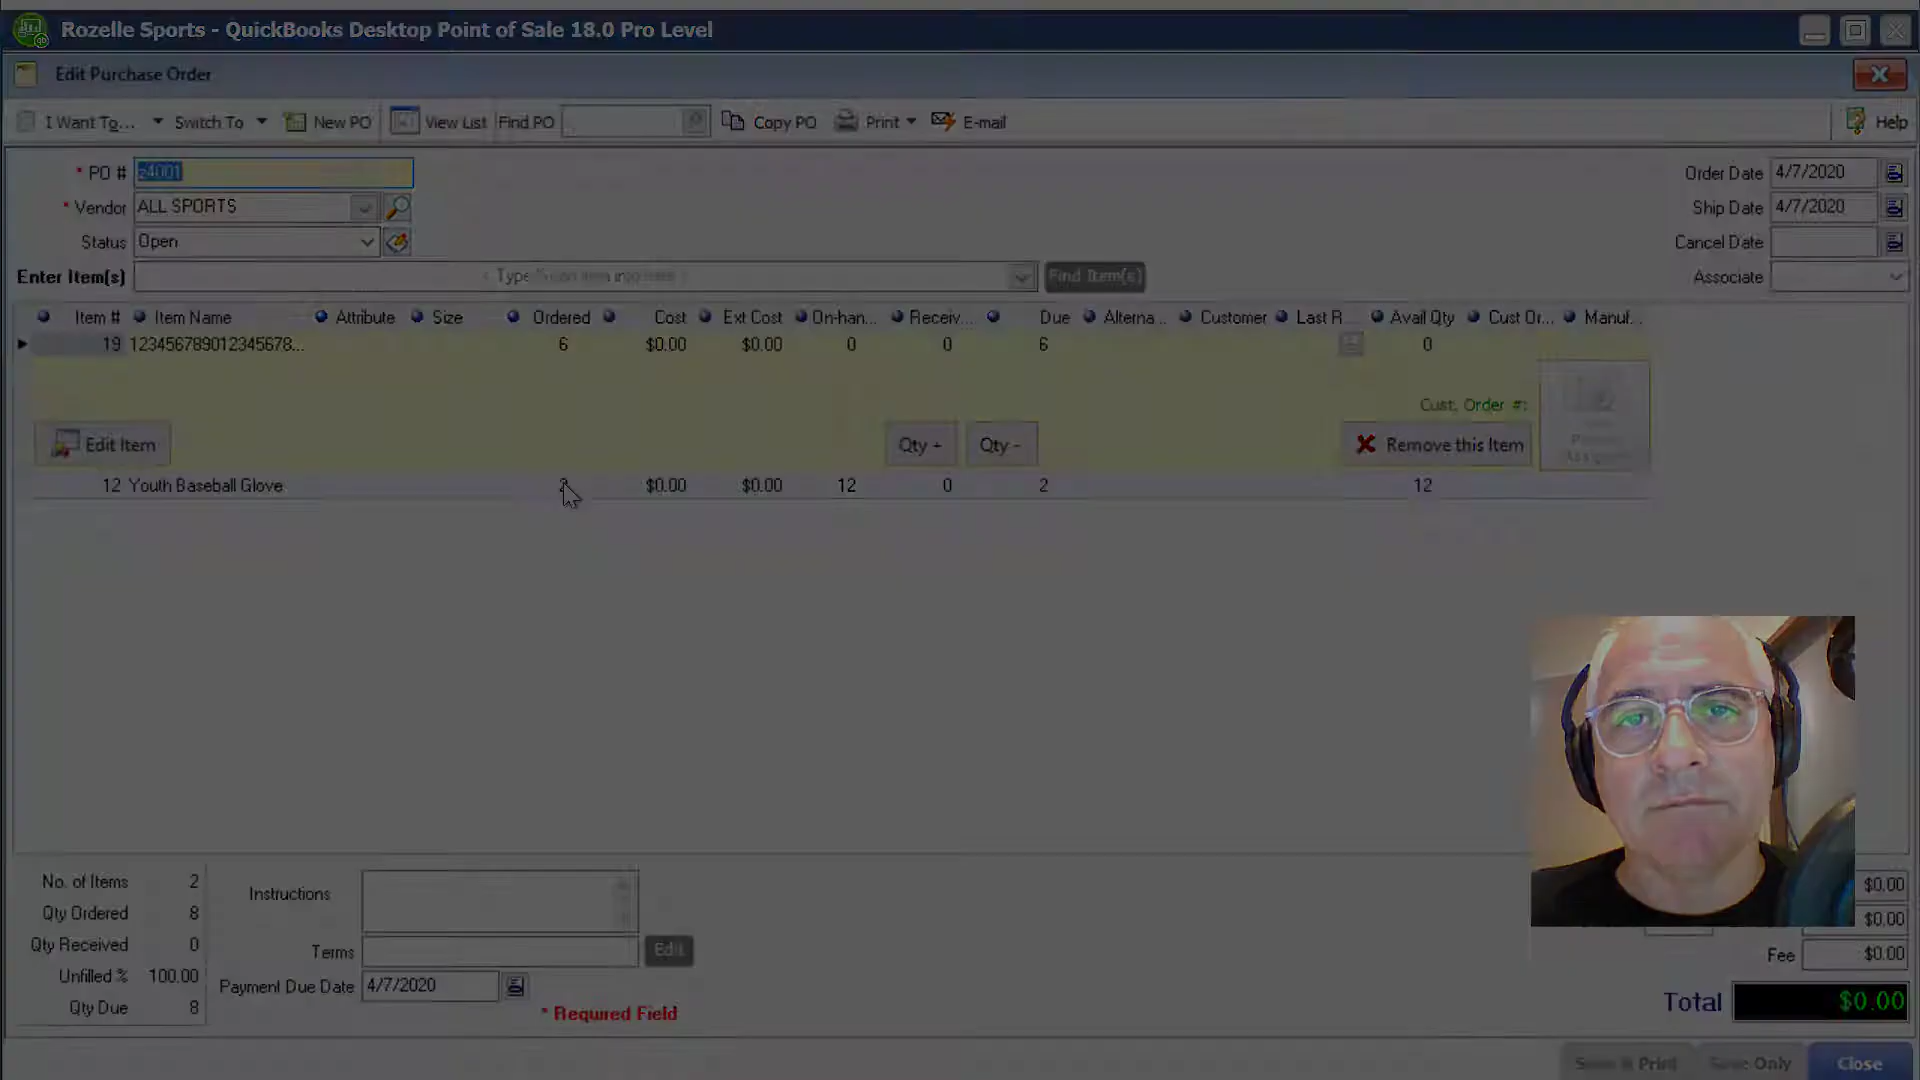 Rozelle Sports - QuickBooks Desktop Point of Sale 18.0 Pro Level
Edit Purchase Order
I Want To... Switch To New PO View List Find PO Copy PO Print E-mail Help
* PO # e4001 Order Date 4/7/2020
* Vendor ALL SPORTS Ship Date 4/7/2020
Status Open Cancel Date
Enter Item(s) Type Find Item(s) Associate
Item # Item Name Attribute Size Ordered Cost Ext Cost On-han... Receiv... Due Alterna... Customer Last R... Avail Qty Cust Or... Manuf...
19 123456789012345678... 6 $0.00 $0.00 0 0 6 0
Cust. Order #:
Edit Item Qty + Qty - Remove this Item
12 Youth Baseball Glove 2 $0.00 $0.00 12 0 2 12
No. of Items 2 Instructions $0.00
Qty Ordered 8 $0.00
Qty Received 0 Terms Edit Fee $0.00
Unfilled % 100.00 Payment Due Date 4/7/2020
Qty Due 8 * Required Field Total $0.00
Save & Print Save Only Close